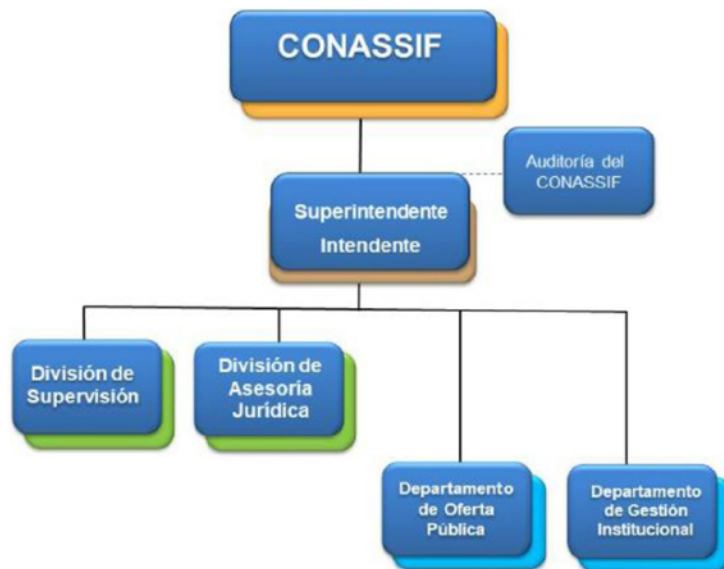 CONASSIF
Auditoría del
CONASSIF
Superintendente
Intendente
División de
Supervisión
División de
Asesoría
Jurídica
Departamento
de Oferta
Pública
Departamento
de Gestión
Institucional